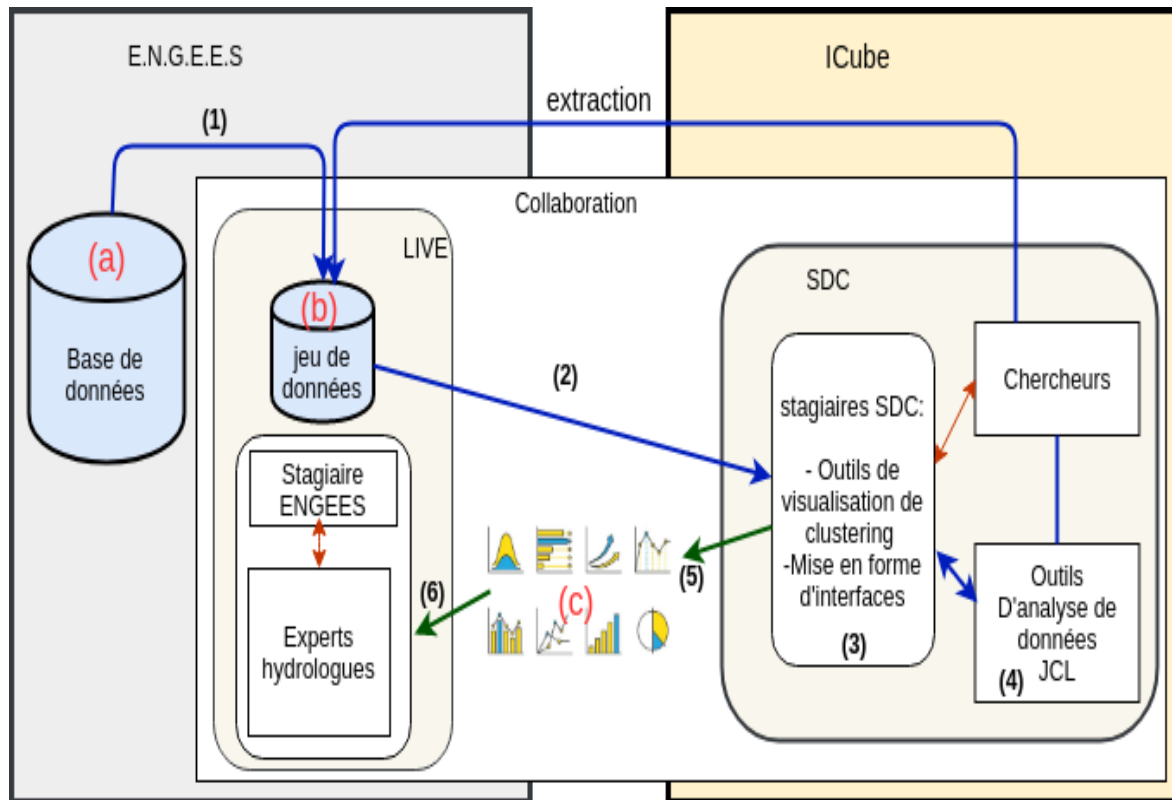 E.N.G.E.E.S
ICube
extraction
(1)
Collaboration
LIVE
(a)
Base de
données
(b)
jeu de
données
(2)
SDC
Chercheurs
stagiaires SDC:
- Outils de
visualisation de
clustering
-Mise en forme
d'interfaces
(3)
Stagiaire
ENGEES
Experts
hydrologues
(6)
(c)
(5)
Outils
D'analyse de
données
JCL
(4)